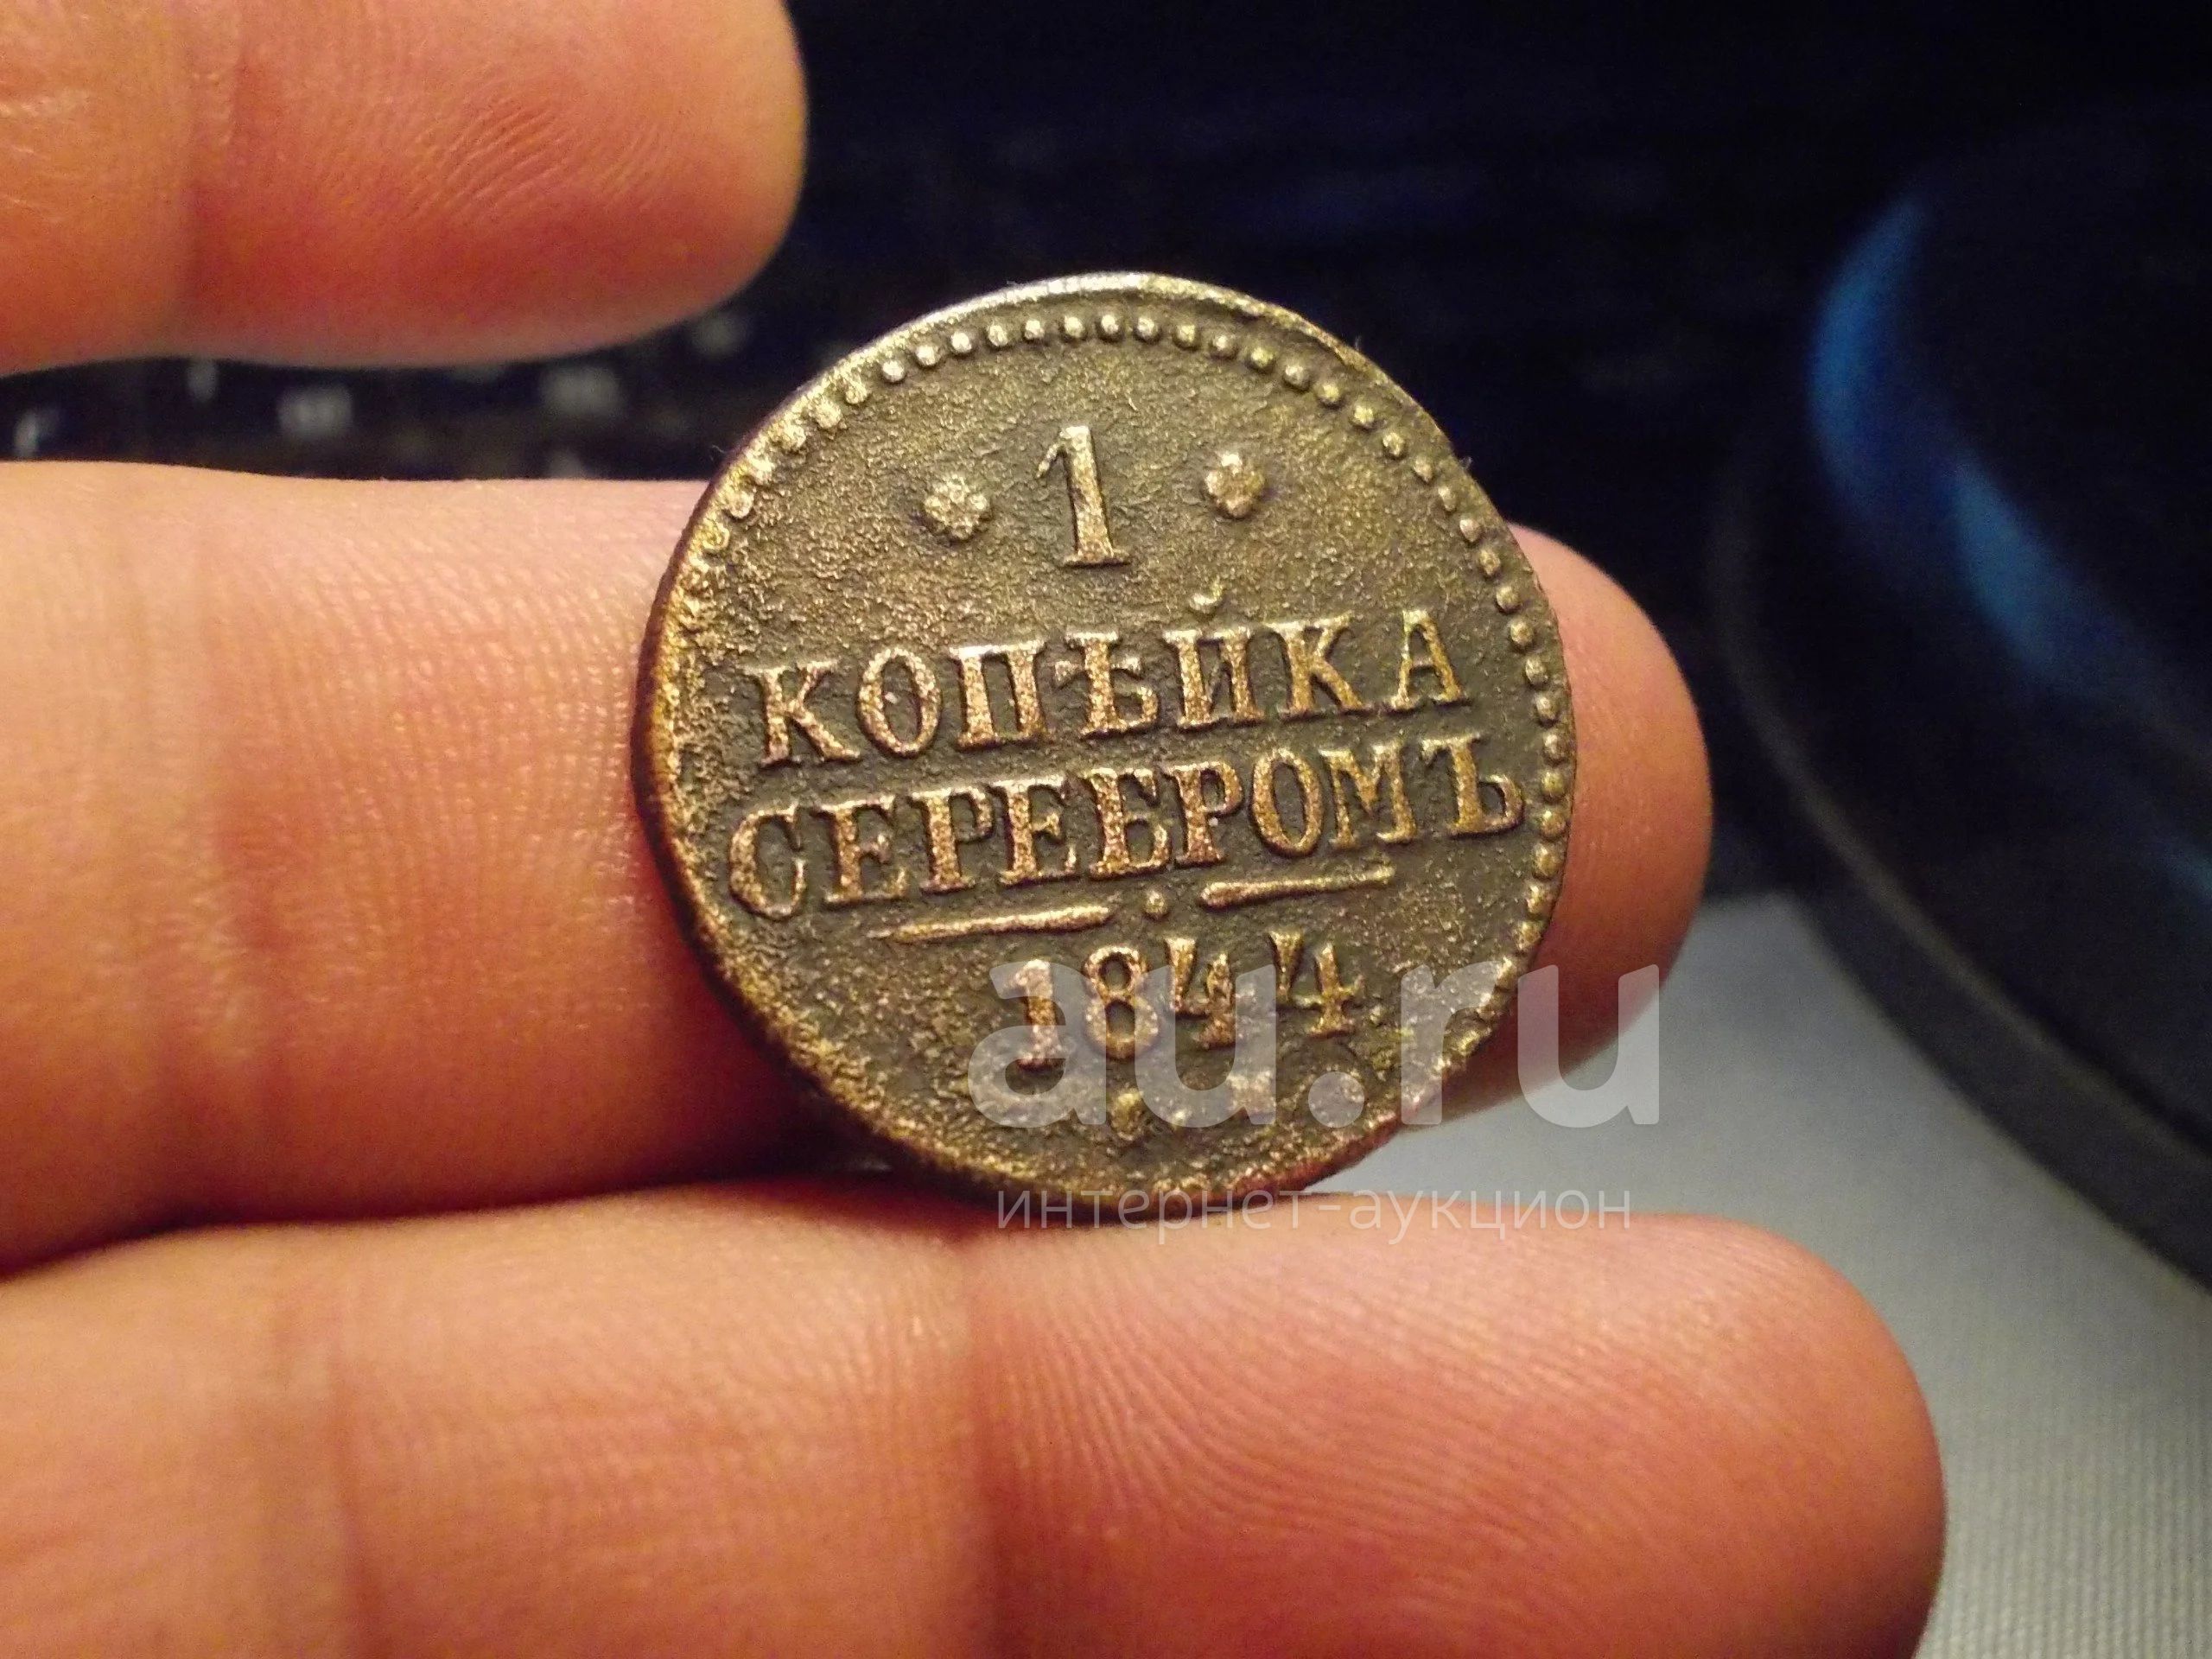 1
КОПѢЙКА
СЕРЕБРОМЪ
1844
au.ru
интернет-аукцион